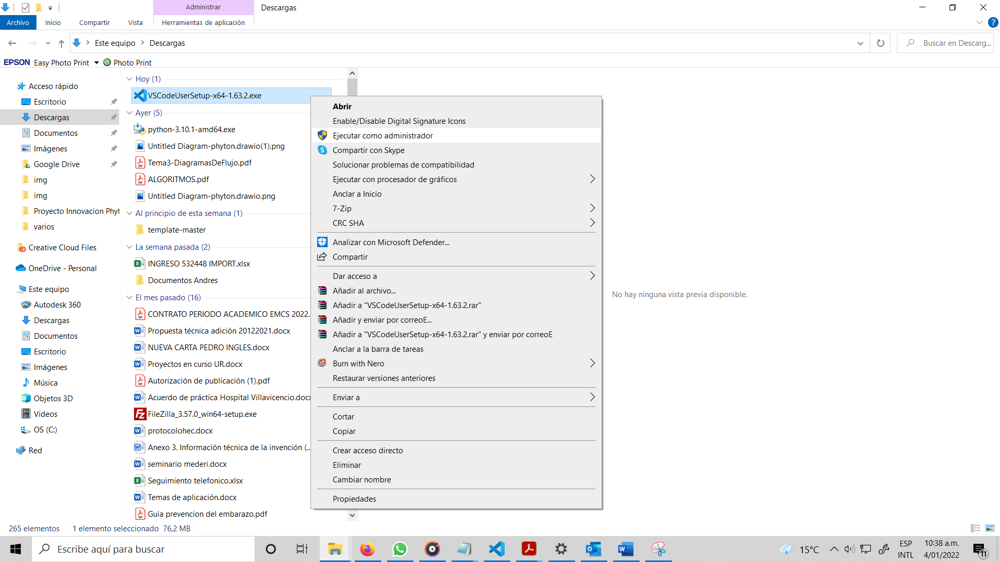 Administrar
Descargas
Archivo
Inicio
Compartir
Vista
Herramientas de aplicación
Este equipo
Descargas
Buscar en Descarg...
EPSON Easy Photo Print
Photo Print
Acceso rápido
Escritorio
Descargas
Documentos
Imágenes
Google Drive
img
img
Proyecto Innovacion Phyt
varios
Creative Cloud Files
OneDrive - Personal
Este equipo
Autodesk 360
Descargas
Documentos
Escritorio
Imágenes
Música
Objetos 3D
Videos
OS (C:)
Red
Hoy (1)
VSCodeUserSetup-x64-1.63.2.exe
Ayer (5)
python-3.10.1-amd64.exe
Untitled Diagram-phyton.drawio(1).png
Tema3-DiagramasDeFlujo.pdf
ALGORITMOS.pdf
Untitled Diagram-phyton.drawio.png
Al principio de esta semana (1)
template-master
La semana pasada (2)
INGRESO 532448 IMPORT.xlsx
Documentos Andres
El mes pasado (16)
CONTRATO PERIODO ACADEMICO EMCS 2022...
Propuesta técnica adición 20122021.docx
NUEVA CARTA PEDRO INGLES.docx
Proyectos en curso UR.docx
Autorización de publicación (1).pdf
Acuerdo de práctica Hospital Villavicencio.docx
FileZilla_3.57.0_win64-setup.exe
protocolohec.docx
Anexo 3. Información técnica de la invención (...
seminario mederi.docx
Seguimiento telefonico.xlsx
Temas de aplicación.docx
Guia prevencion del embarazo.pdf
Abrir
Enable/Disable Digital Signature Icons
Ejecutar como administrador
Compartir con Skype
Solucionar problemas de compatibilidad
Ejecutar con procesador de gráficos
Anclar a Inicio
7-Zip
CRC SHA
Analizar con Microsoft Defender...
Compartir
Dar acceso a
Añadir al archivo...
Añadir a "VSCodeUserSetup-x64-1.63.2.rar"
Añadir y enviar por correoE...
Añadir a "VSCodeUserSetup-x64-1.63.2.rar" y enviar por correoE
Anclar a la barra de tareas
Burn with Nero
Restaurar versiones anteriores
Enviar a
Cortar
Copiar
Crear acceso directo
Eliminar
Cambiar nombre
Propiedades
No hay ninguna vista previa disponible.
265 elementos
1 elemento seleccionado 76,2 MB
Escribe aquí para buscar
15°C
ESP
INTL
10:38 a.m.
4/01/2022
11